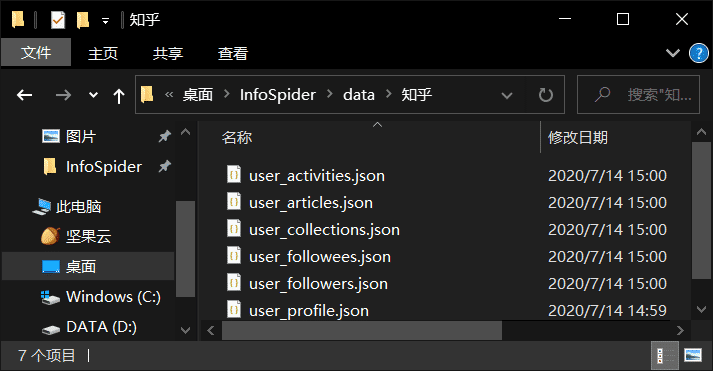 知乎
文件 主页 共享 查看
« 桌面 InfoSpider data 知乎 搜索"知...
图片
InfoSpider
此电脑
坚果云
桌面
Windows (C:)
DATA (D:)
名称 修改日期
user_activities.json 2020/7/14 15:00
user_articles.json 2020/7/14 15:00
user_collections.json 2020/7/14 15:00
user_followees.json 2020/7/14 15:00
user_followers.json 2020/7/14 15:00
user_profile.json 2020/7/14 14:59
7 个项目